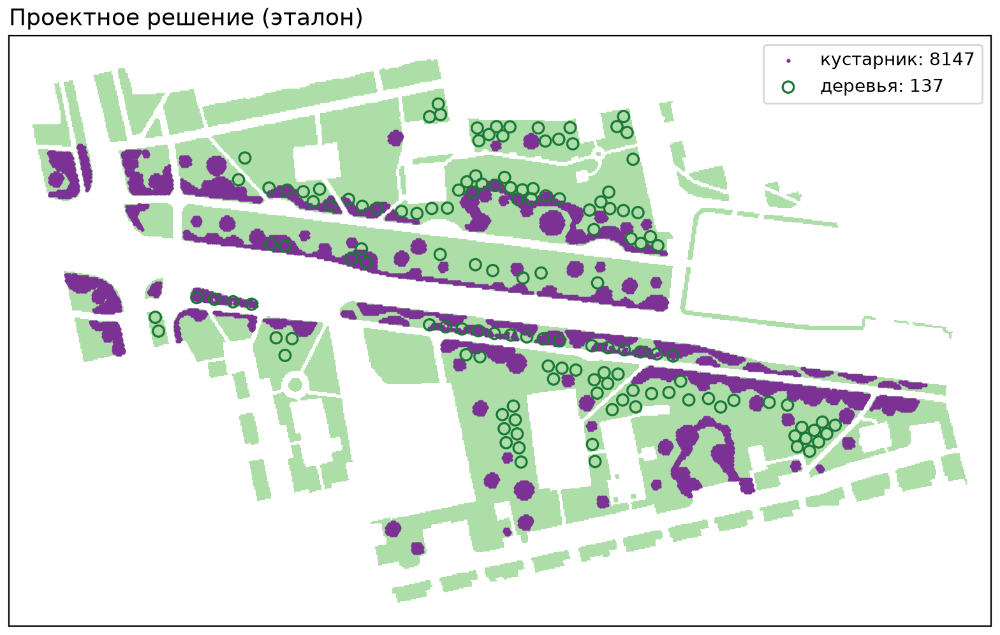 Проектное решение (эталон)
кустарник: 8147
деревья: 137